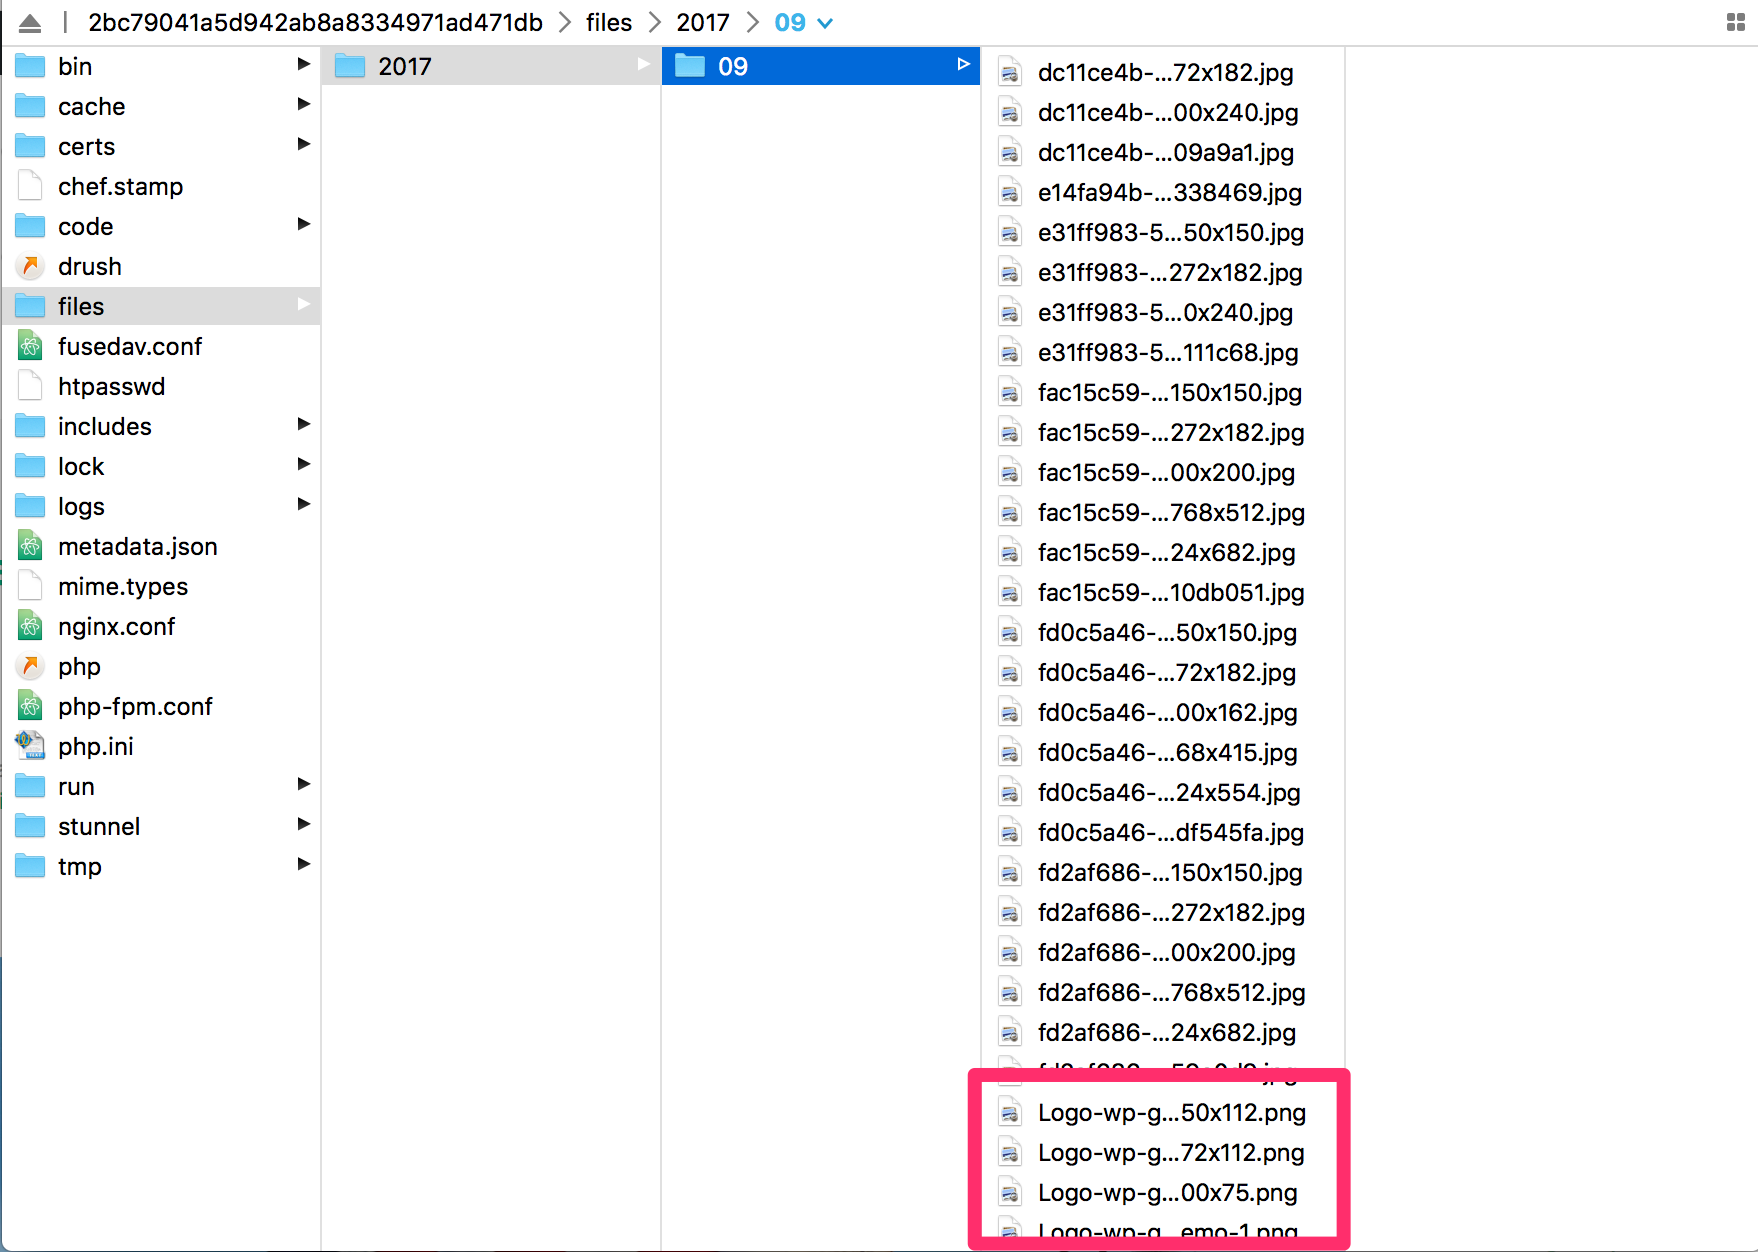 2bc79041a5d942ab8a8334971ad471db > files > 2017 > 09
bin
cache
certs
chef.stamp
code
drush
files
fusedav.conf
htpasswd
includes
lock
logs
metadata.json
mime.types
nginx.conf
php
php-fpm.conf
php.ini
run
stunnel
tmp
2017
09
dc11ce4b-...72x182.jpg
dc11ce4b-...00x240.jpg
dc11ce4b-...09a9a1.jpg
e14fa94b-...338469.jpg
e31ff983-5...50x150.jpg
e31ff983-...272x182.jpg
e31ff983-5...0x240.jpg
e31ff983-5...111c68.jpg
fac15c59-...150x150.jpg
fac15c59-...272x182.jpg
fac15c59-...00x200.jpg
fac15c59-...768x512.jpg
fac15c59-...24x682.jpg
fac15c59-...10db051.jpg
fd0c5a46-...50x150.jpg
fd0c5a46-...72x182.jpg
fd0c5a46-...00x162.jpg
fd0c5a46-...68x415.jpg
fd0c5a46-...24x554.jpg
fd0c5a46-...df545fa.jpg
fd2af686-...150x150.jpg
fd2af686-...272x182.jpg
fd2af686-...00x200.jpg
fd2af686-...768x512.jpg
fd2af686-...24x682.jpg
Logo-wp-g...50x112.png
Logo-wp-g...72x112.png
Logo-wp-g...00x75.png
Logo-wp-g...emo-1.png